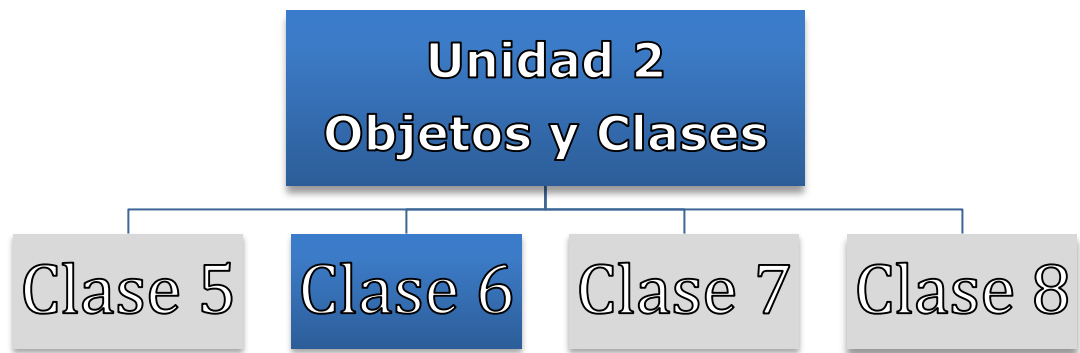 Unidad 2
Objetos y Clases
Clase 5
Clase 6
Clase 7
Clase 8